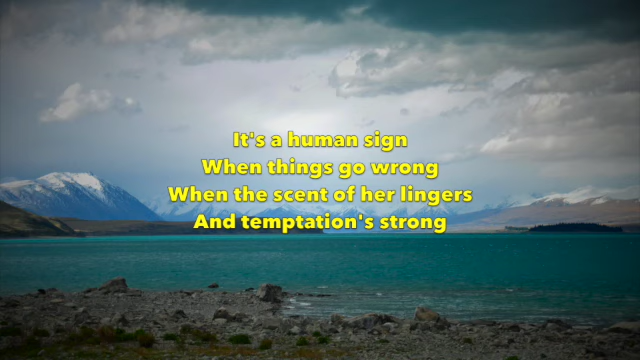 It's a human sign
When things go wrong
When the scent of her lingers
And temptation's strong